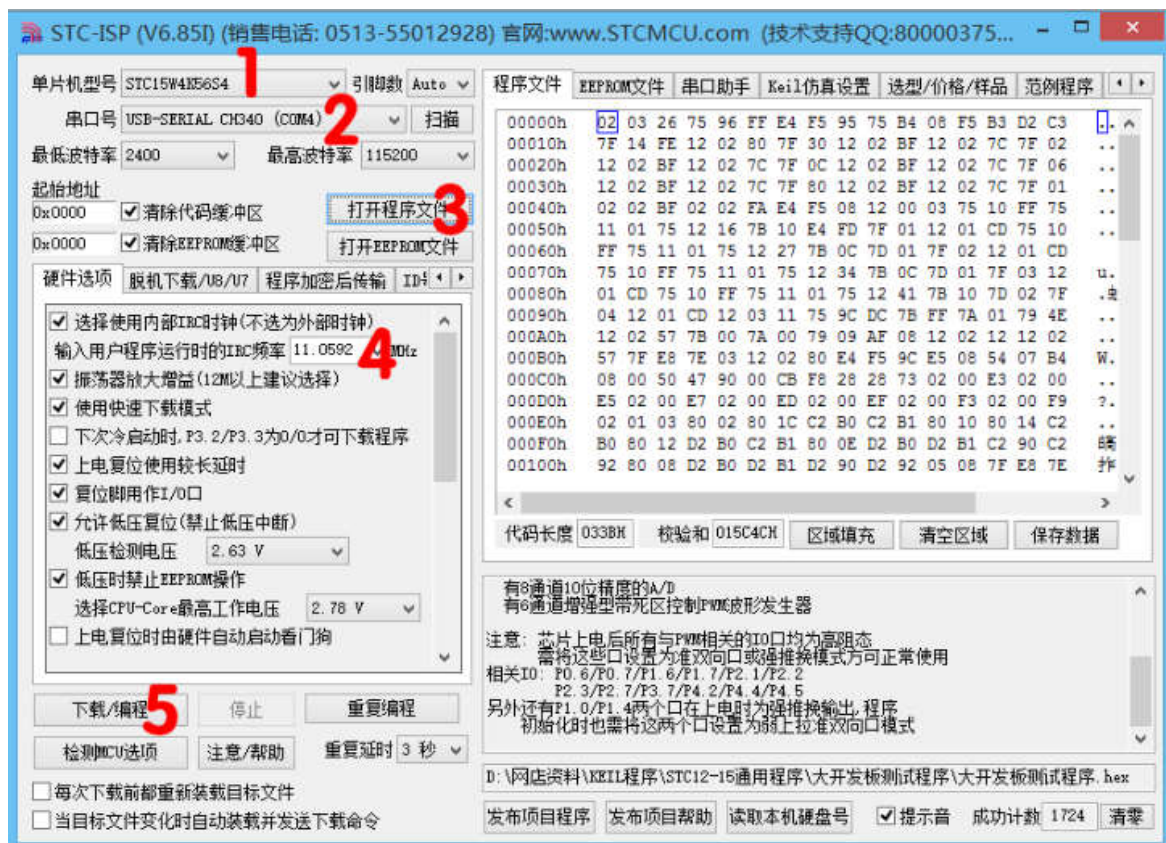 STC-ISP (V6.85I) (销售电话: 0513-55012928) 官网:www.STCMCU.com (技术支持QQ:80000375...
1
单片机型号 STC15W4K56S4 引脚数 Auto
2
串口号 USB-SERIAL CH340 (COM4) 扫描
最低波特率 2400 最高波特率 115200
起始地址
0x0000 清除代码缓冲区 打开程序文件
3
0x0000 清除EEPROM缓冲区 打开EEPROM文件
硬件选项 脱机下载/U8/U7 程序加密后传输
选择使用内部IRC时钟(不选为外部时钟)
输入用户程序运行时的IRC频率 11.0592 MHz
4
振荡器放大增益(12M以上建议选择)
使用快速下载模式
下次冷启动时,P3.2/P3.3为0/0才可下载程序
上电复位使用较长延时
复位脚用作I/O口
允许低压复位(禁止低压中断)
低压检测电压 2.63 V
低压时禁止EEPROM操作
选择CPU-Core最高工作电压 2.78 V
上电复位时由硬件自动启动看门狗
下载/编程 停止 重复编程
5
检测MCU选项 注意/帮助 重复延时 3 秒
每次下载前都重新装载目标文件
当目标文件变化时自动装载并发送下载命令
程序文件 EEPROM文件 串口助手 Keil仿真设置 选型/价格/样品 范例程序
00000h 02 03 26 75 96 FF E4 F5 95 75 B4 08 F5 B3 D2 C3 ..
00010h 7F 14 FE 12 02 80 7F 30 12 02 BF 12 02 7C 7F 02 ..
00020h 12 02 BF 12 02 7C 7F 0C 12 02 BF 12 02 7C 7F 06 ..
00030h 12 02 BF 12 02 7C 7F 80 12 02 BF 12 02 7C 7F 01 ..
00040h 02 02 BF 02 02 FA E4 F5 08 12 00 03 75 10 FF 75 ..
00050h 11 01 75 12 16 7B 10 E4 FD 7F 01 12 01 CD 75 10 ..
00060h FF 75 11 01 75 12 27 7B 0C 7D 01 7F 02 12 01 CD
00070h 75 10 FF 75 11 01 75 12 34 7B 0C 7D 01 7F 03 12 u.
00080h 01 CD 75 10 FF 75 11 01 75 12 41 7B 10 7D 02 7F
00090h 04 12 01 CD 12 03 11 75 9C DC 7B FF 7A 01 79 4E ..
000A0h 12 02 57 7B 00 7A 00 79 09 AF 08 12 02 12 12 02 ..
000B0h 57 7F E8 7E 03 12 02 80 E4 F5 9C E5 08 54 07 B4 W.
000C0h 08 00 50 47 90 00 CB F8 28 28 73 02 00 E3 02 00 ..
000D0h E5 02 00 E7 02 00 ED 02 00 EF 02 00 F3 02 00 F9 ?.
000E0h 02 01 03 80 02 80 1C C2 B0 C2 B1 80 10 80 14 C2 ..
000F0h B0 80 12 D2 B0 C2 B1 80 0E D2 B0 D2 B1 C2 90 C2
00100h 92 80 08 D2 B0 D2 B1 D2 90 D2 92 05 08 7F E8 7E
代码长度 033BH 校验和 015C4CH 区域填充 清空区域 保存数据
有8通道10位精度的A/D
有6通道增强型带死区控制PWM波形发生器
注意: 芯片上电后所有与PWM相关的IO口均为高阻态
需将这些口设置为准双向口或强推挽模式方可正常使用
相关IO: P0.6/P0.7/P1.6/P1.7/P2.1/P2.2
P2.3/P2.7/P3.7/P4.2/P4.4/P4.5
另外还有P1.0/P1.4两个口在上电时为强推挽输出,程序
初始化时也需将这两个口设置为弱上拉准双向口模式
D:\网店资料\KEIL程序\STC12-15通用程序\大开发板测试程序\大开发板测试程序.hex
发布项目程序 发布项目帮助 读取本机硬盘号 提示音 成功计数 1724 清零